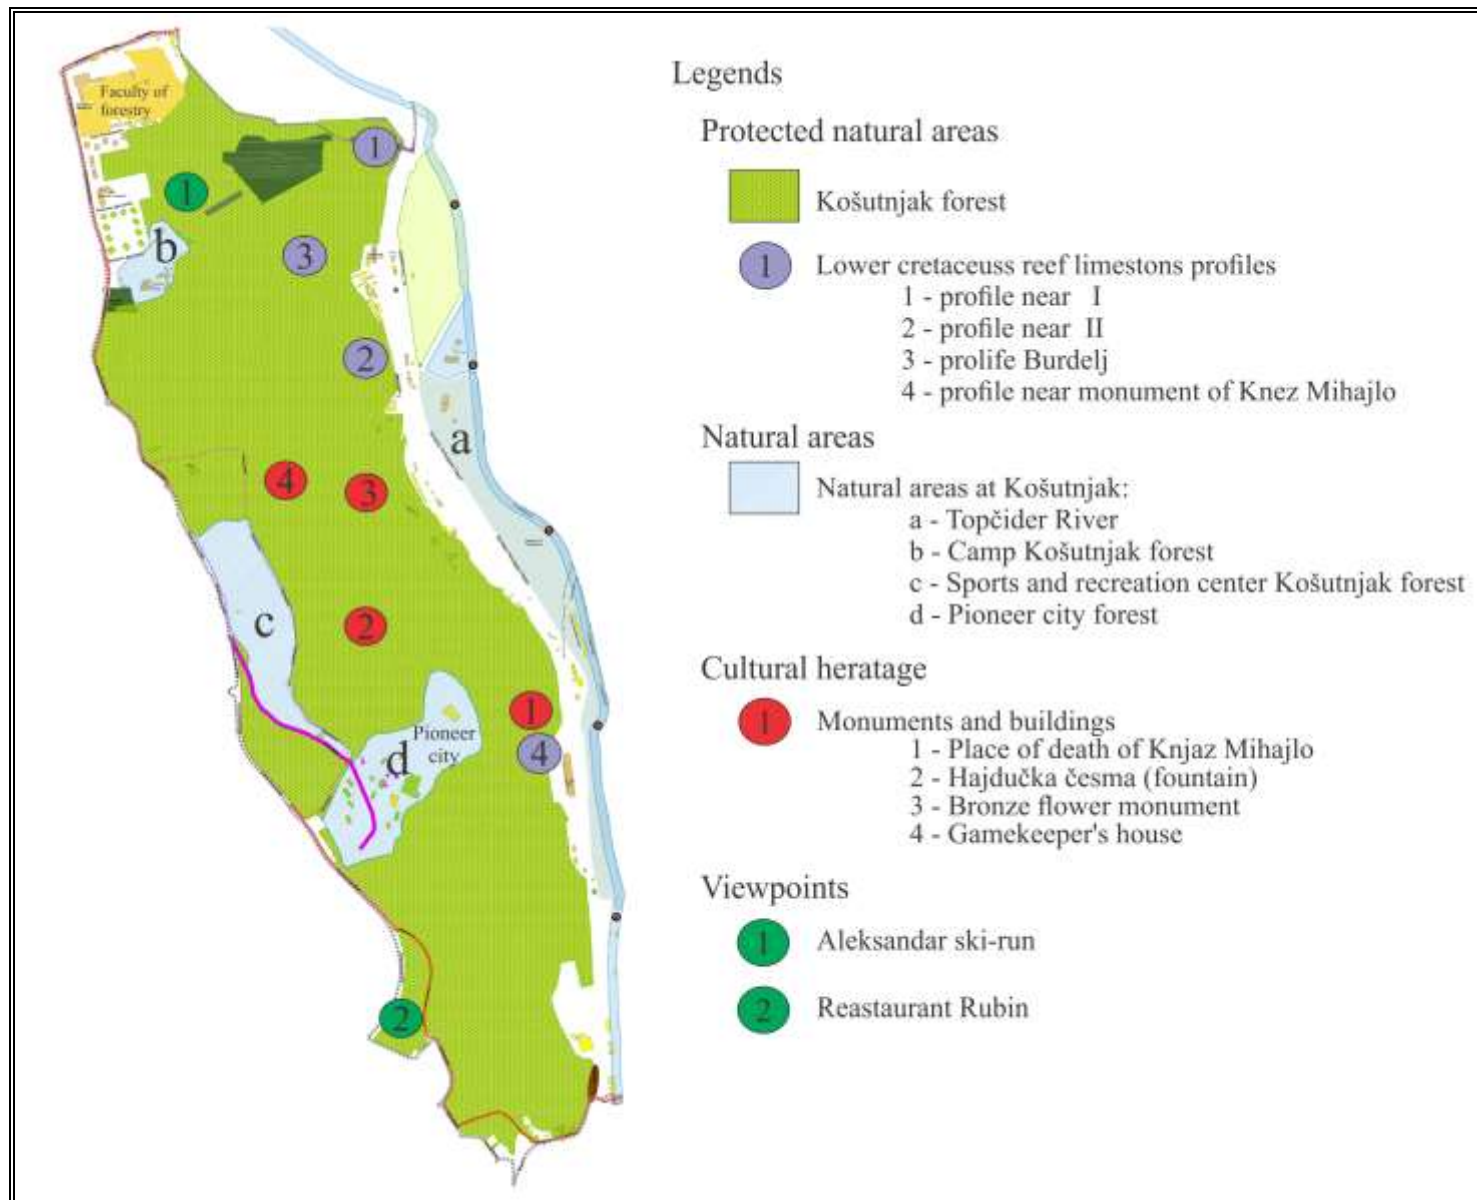 Faculty of
forestry
1
1
3
b
2
a
4
3
c
2
1
Pioneer
city
d
4
2
Legends
Protected natural areas
Košutnjak forest
1 Lower cretaceuss reef limestons profiles
1 - profile near I
2 - profile near II
3 - prolife Burdelj
4 - profile near monument of Knez Mihajlo
Natural areas
Natural areas at Košutnjak:
a - Topčider River
b - Camp Košutnjak forest
c - Sports and recreation center Košutnjak forest
d - Pioneer city forest
Cultural heratage
1 Monuments and buildings
1 - Place of death of Knjaz Mihajlo
2 - Hajdučka česma (fountain)
3 - Bronze flower monument
4 - Gamekeeper's house
Viewpoints
1 Aleksandar ski-run
2 Reastaurant Rubin